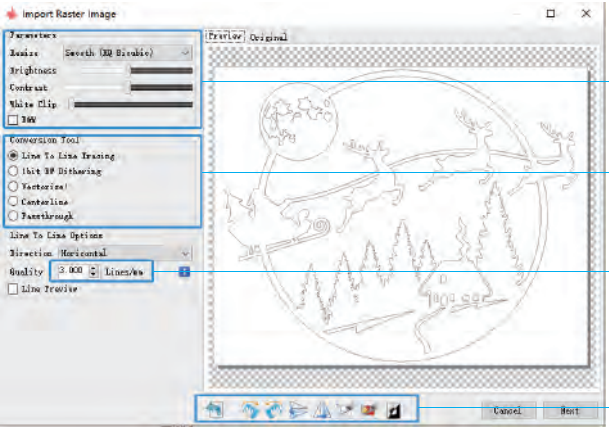 Import Raster Image
Parameters
Resize Smooth (HQ Bicubic)
Brightness
Contrast
White Clip
B&W
Conversion Tool
Line To Line Tracing
1bit BW Dithering
Vectorize!
Centerline
Passthrough
Line To Line Options
Direction Horizontal
Quality 3.000 Lines/mm
Line Preview
Preview Original
Cancel Next